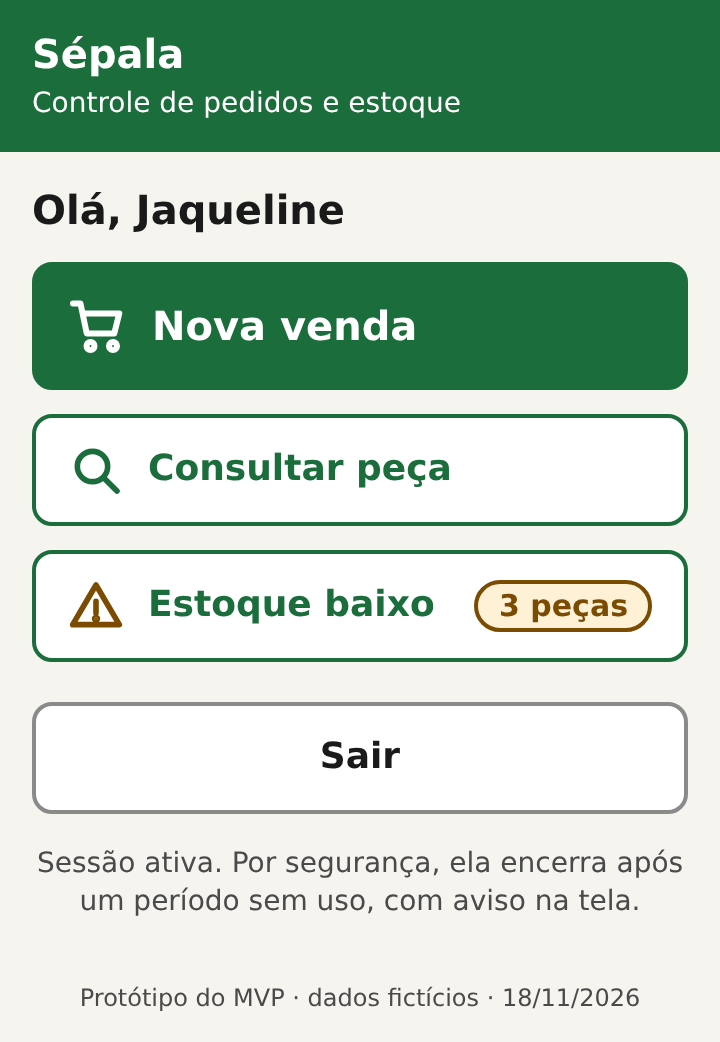 Sépala
Controle de pedidos e estoque
Olá, Jaqueline
Nova venda
Consultar peça
Estoque baixo 3 peças
Sair
Sessão ativa. Por segurança, ela encerra após
um período sem uso, com aviso na tela.
Protótipo do MVP · dados fictícios · 18/11/2026